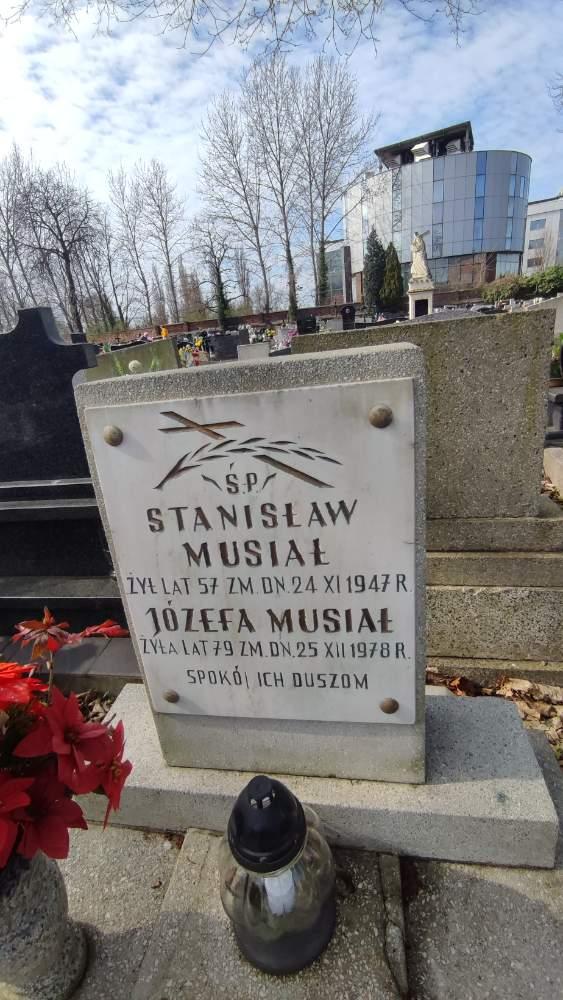 Ś.P.
STANISŁAW
MUSIAŁ
ŻYŁ LAT 57 ZM. DN. 24 XI 1947 R.
JÓZEFA MUSIAŁ
ŻYŁA LAT 79 ZM. DN. 25 XII 1978 R.
SPOKÓJ ICH DUSZOM